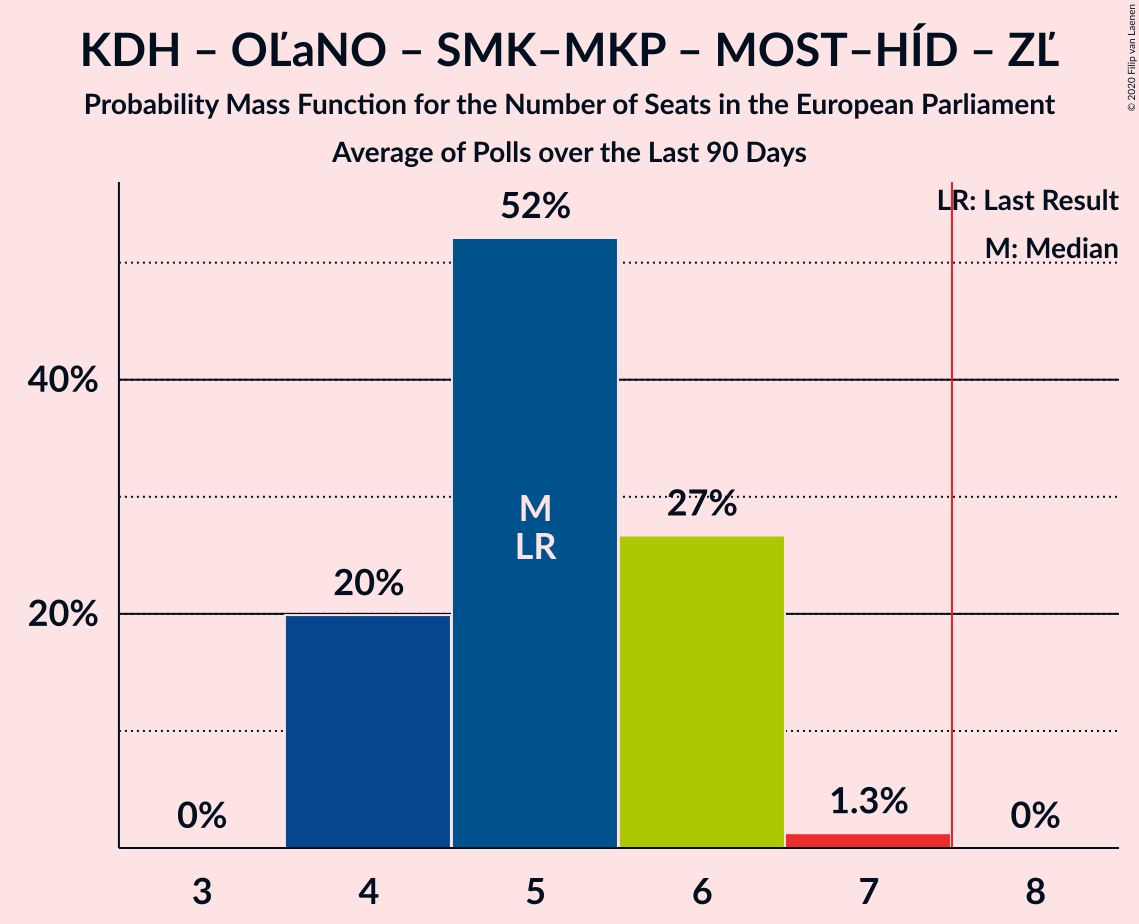 KDH – OĽaNO – SMK–MKP – MOST–HÍD – ZĽ
Probability Mass Function for the Number of Seats in the European Parliament
Average of Polls over the Last 90 Days
© 2020 Filip van Laenen
LR: Last Result
M: Median
52%
40%
27%
M
LR
20%
20%
1.3%
0%
0%
3
4
5
6
7
8